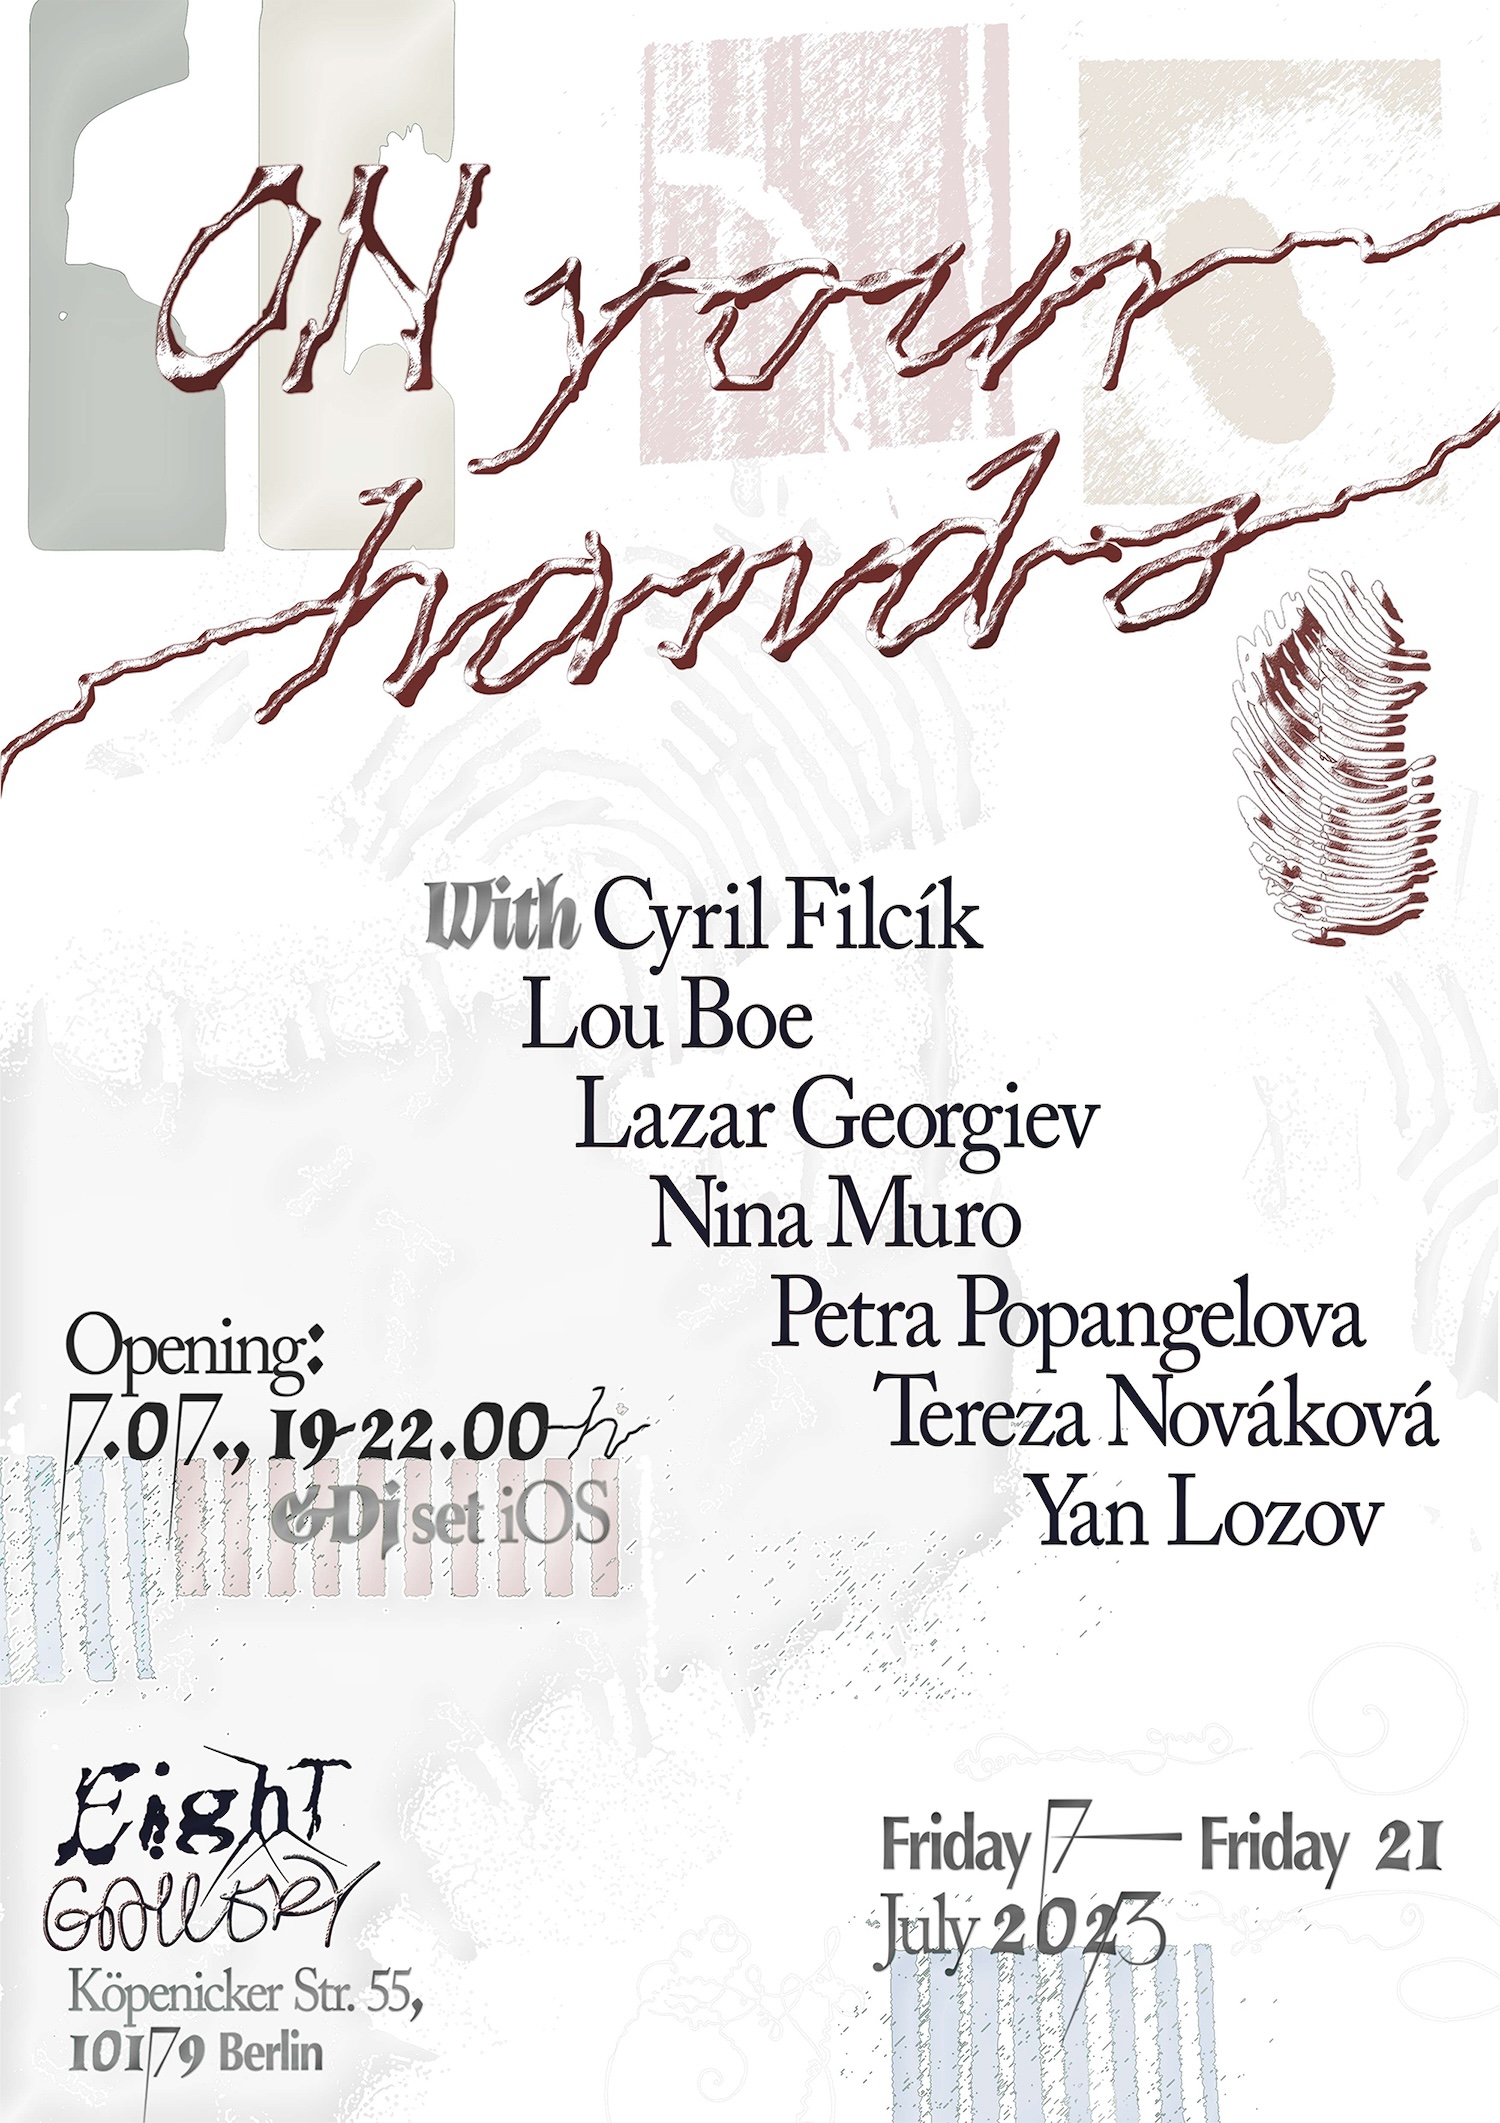 ON your
hands
With Cyril Filcík
Lou Boe
Lazar Georgiev
Nina Muro
Petra Popangelova
Tereza Nováková
Yan Lozov
Opening:
7.07., 19-22.00 h
& Dj set iOS
Eight
GALLERY
Köpenicker Str. 55,
10179 Berlin
Friday 7 — Friday 21
July 2023